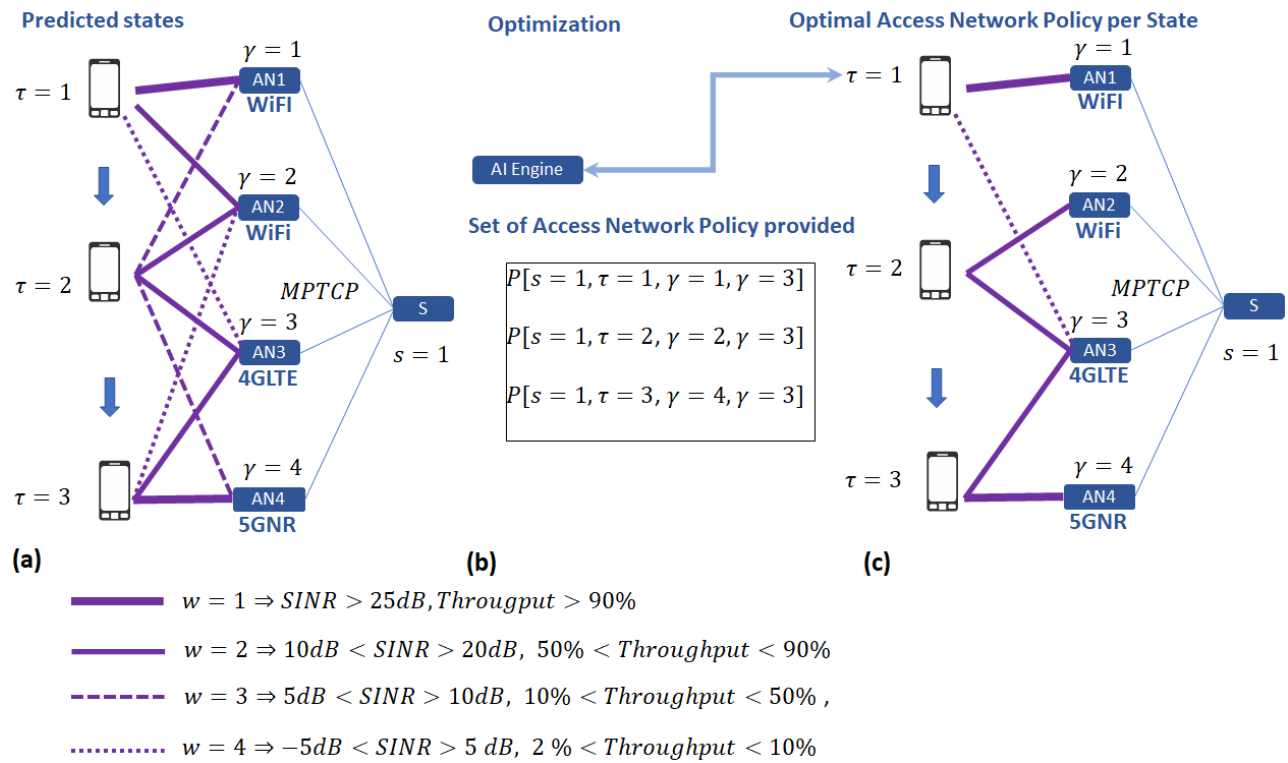 Predicted states
γ = 1
τ = 1
AN1
WiFI
γ = 2
AN2
WiFi
τ = 2
MPTCP
γ = 3
AN3
4GLTE
S
s = 1
γ = 4
τ = 3
AN4
5GNR
(a)
Optimization
AI Engine
Set of Access Network Policy provided
P[s = 1, τ = 1, γ = 1, γ = 3]
P[s = 1, τ = 2, γ = 2, γ = 3]
P[s = 1, τ = 3, γ = 4, γ = 3]
(b)
Optimal Access Network Policy per State
γ = 1
τ = 1
AN1
WiFI
γ = 2
AN2
WiFi
τ = 2
MPTCP
γ = 3
AN3
4GLTE
S
s = 1
γ = 4
τ = 3
AN4
5GNR
(c)
w = 1 ⇒ SINR > 25dB, Througput > 90%
w = 2 ⇒ 10dB < SINR > 20dB, 50% < Throughput < 90%
w = 3 ⇒ 5dB < SINR > 10dB, 10% < Throughput < 50% ,
w = 4 ⇒ −5dB < SINR > 5 dB, 2 % < Throughput < 10%